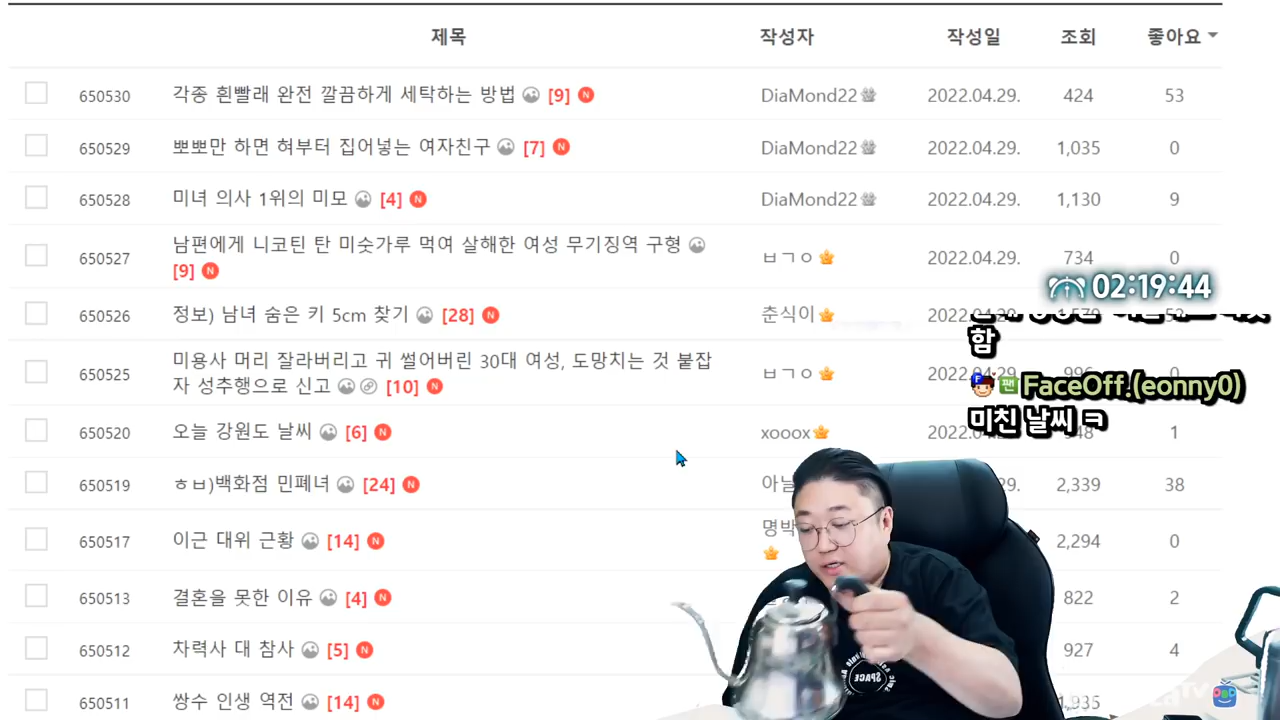 제목 작성자 작성일 조회 좋아요
650530 각종 흰빨래 완전 깔끔하게 세탁하는 방법 [9] N DiaMond22 2022.04.29. 424 53
650529 뽀뽀만 하면 혀부터 집어넣는 여자친구 [7] N DiaMond22 2022.04.29. 1,035 0
650528 미녀 의사 1위의 미모 [4] N DiaMond22 2022.04.29. 1,130 9
650527 남편에게 니코틴 탄 미숫가루 먹여 살해한 여성 무기징역 구형 ㅂㄱㅇ 2022.04.29. 734 0
[9] N
02:19:44
650526 정보) 남녀 숨은 키 5cm 찾기 [28] N 춘식이
함
650525 미용사 머리 잘라버리고 귀 썰어버린 30대 여성, 도망치는 것 붙잡 ㅂㄱㅇ
자 성추행으로 신고 [10] N
F 팬 FaceOff.(eonny0)
미친 날씨 ㅋ
650520 오늘 강원도 날씨 [6] N xooox 1
650519 ㅎㅂ)백화점 민폐녀 [24] N 2,339 38
650517 이근 대위 근황 [14] N 명박 2,294 0
650513 결혼을 못한 이유 [4] N 822 2
650512 차력사 대 참사 [5] N 927 4
650511 쌍수 인생 역전 [14] N
SPACE